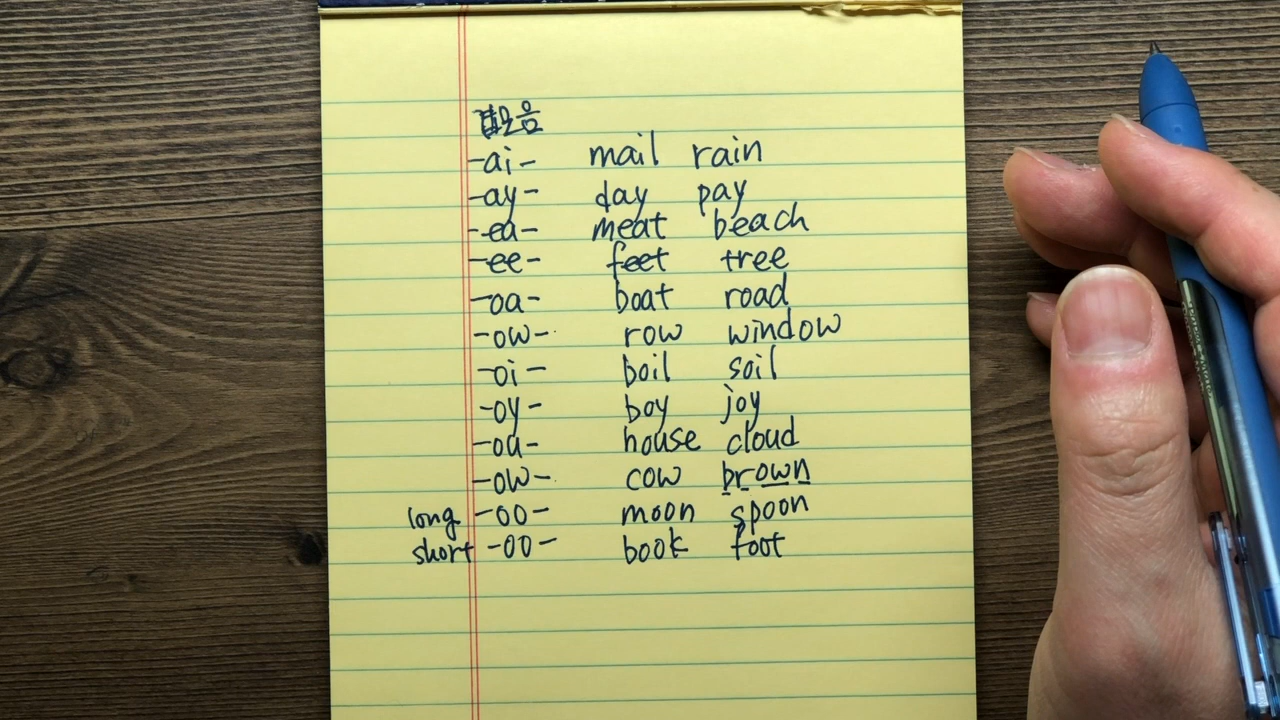 모음
-ai- mail rain
-ay- day pay
-ea- meat beach
-ee- feet tree
-oa- boat road
-ow- row window
-oi- boil soil
-oy- boy joy
-ou- house cloud
-ow- cow brown
long -oo- moon spoon
short -oo- book foot